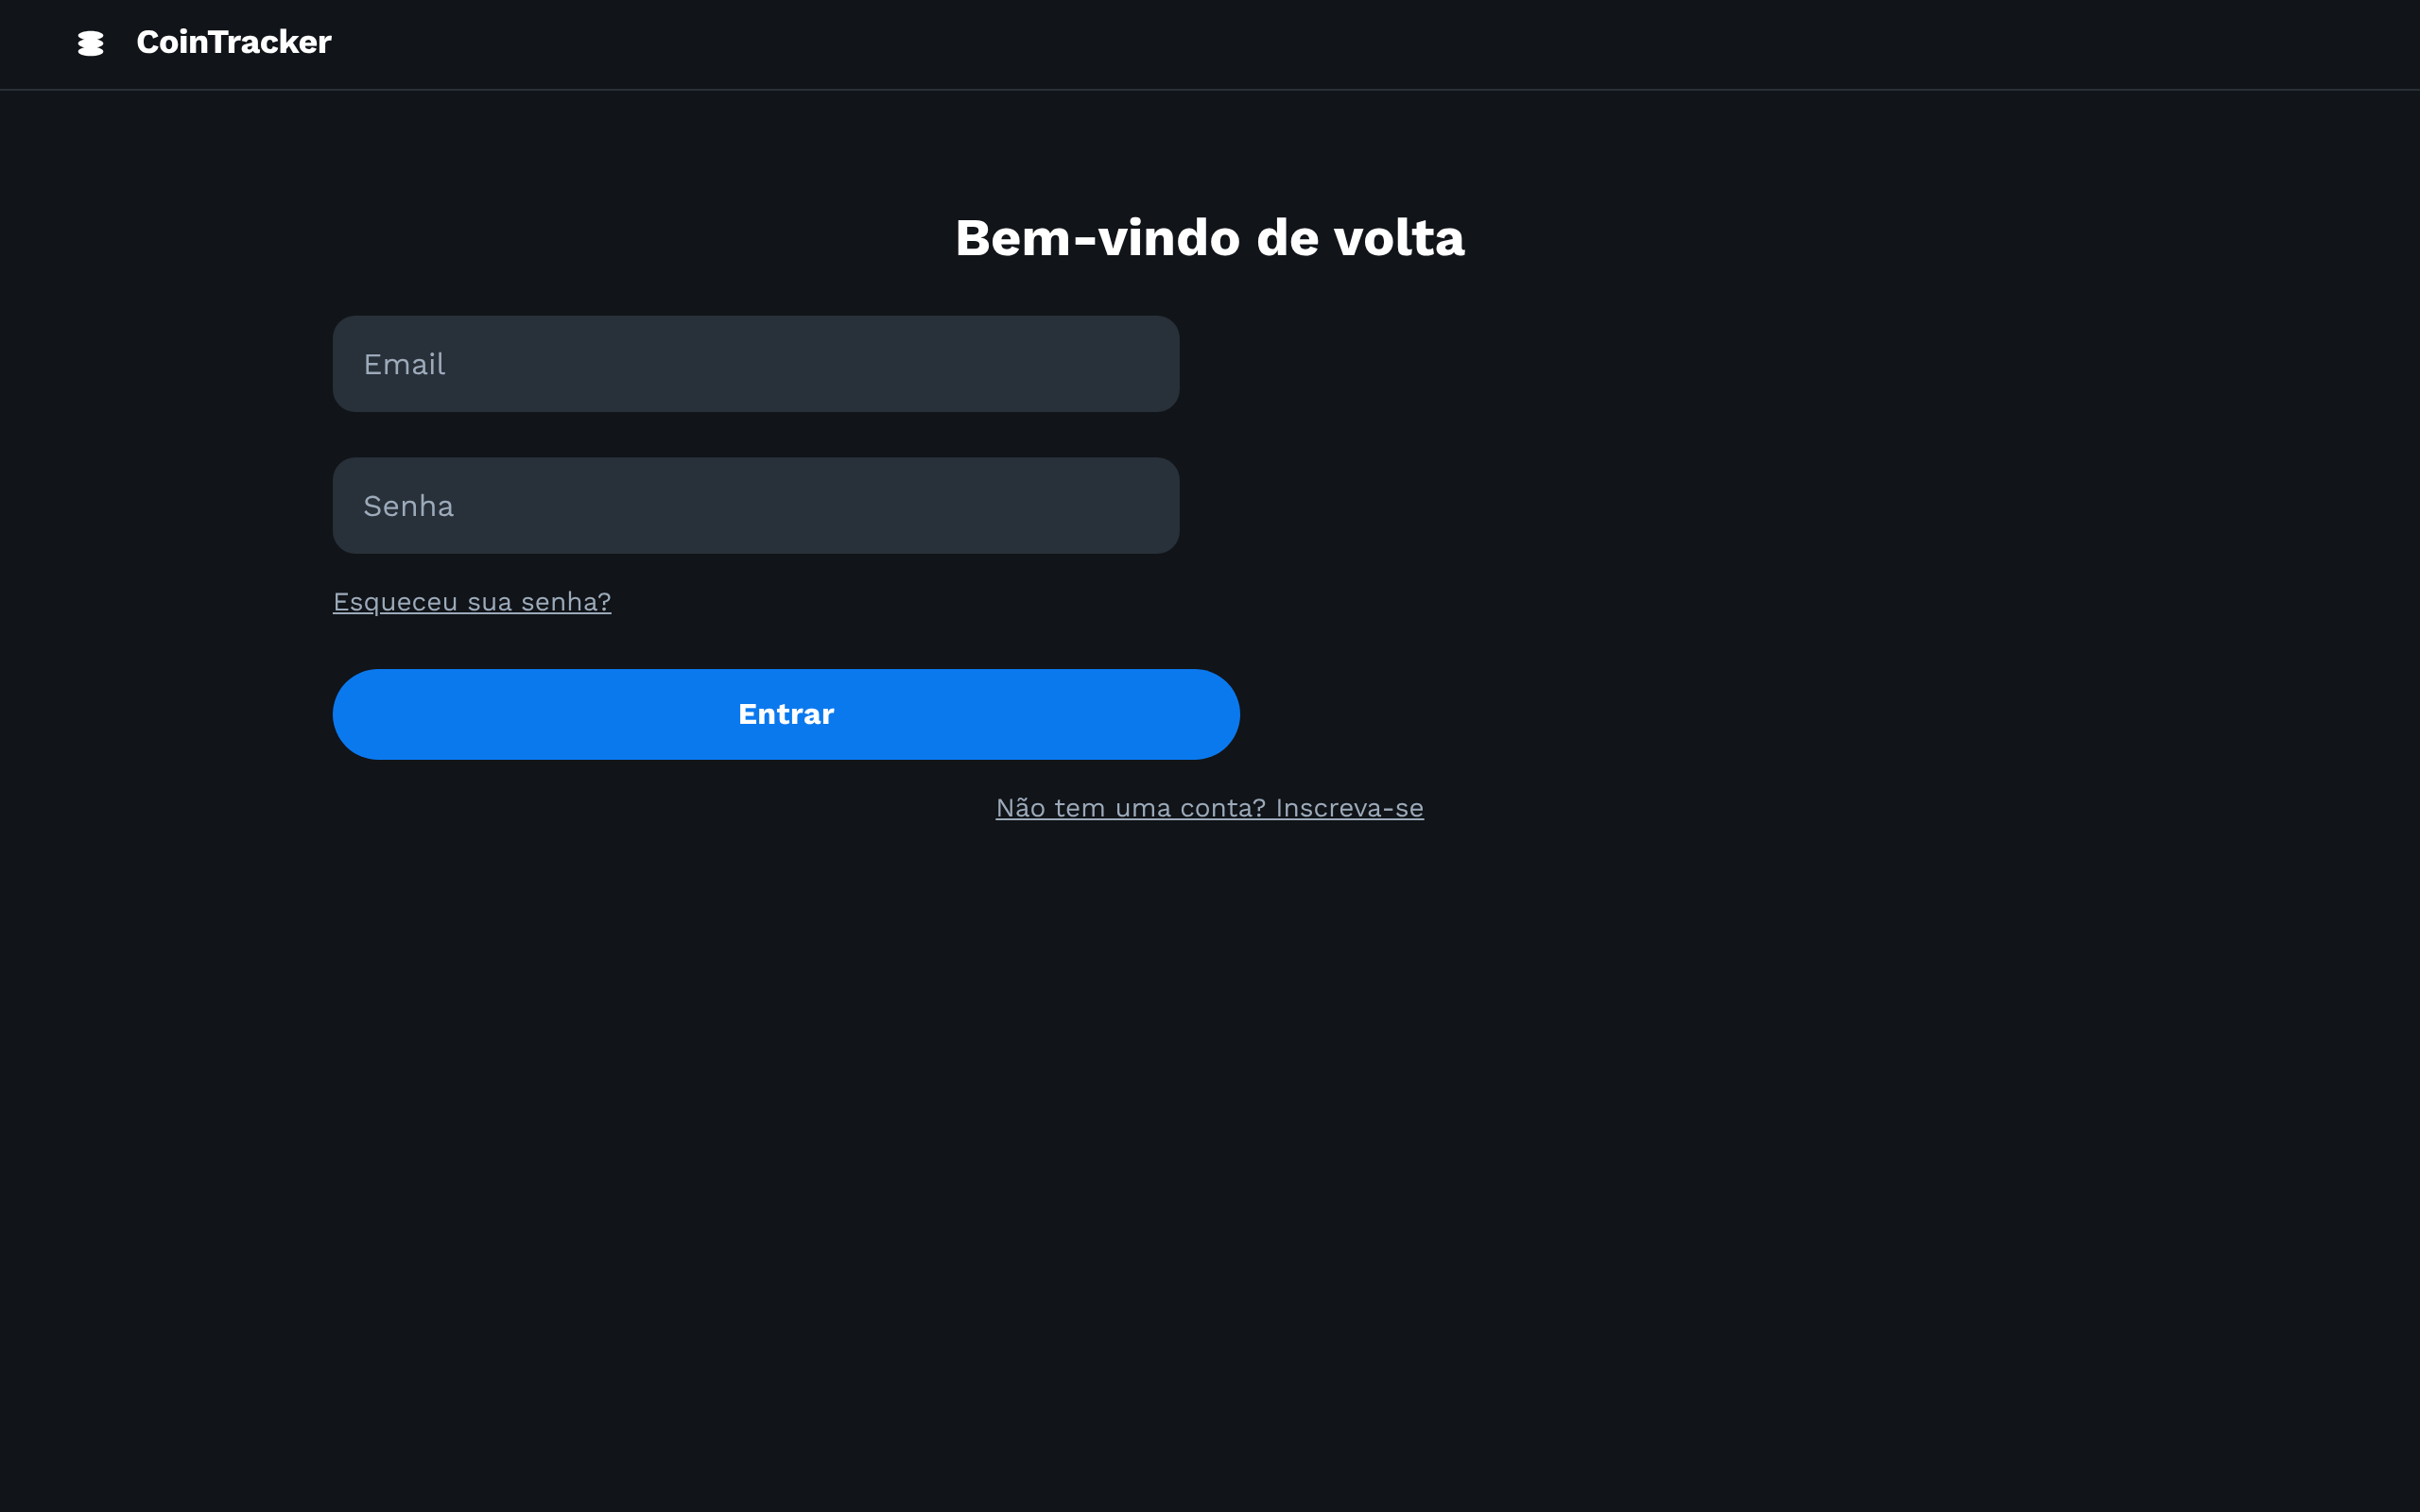 CoinTracker
Bem-vindo de volta
Email
Senha
Esqueceu sua senha?
Entrar
Não tem uma conta? Inscreva-se